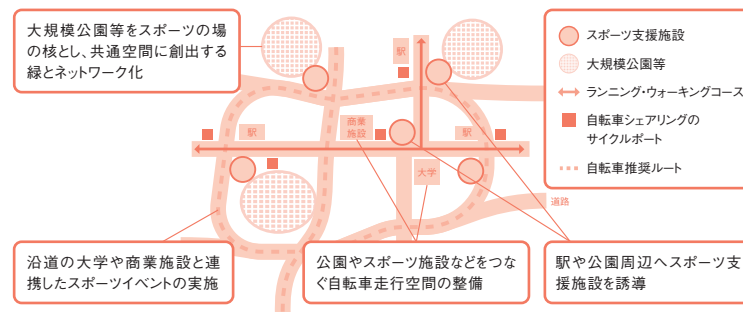 大規模公園等をスポーツの場
の核とし、共通空間に創出する
緑とネットワーク化
駅
スポーツ支援施設
大規模公園等
ランニング・ウォーキングコース
自転車シェアリングの
サイクルポート
自転車推奨ルート
駅
商業
施設
駅
大学
道路
沿道の大学や商業施設と連
携したスポーツイベントの実施
公園やスポーツ施設などをつな
ぐ自転車走行空間の整備
駅や公園周辺へスポーツ支
援施設を誘導